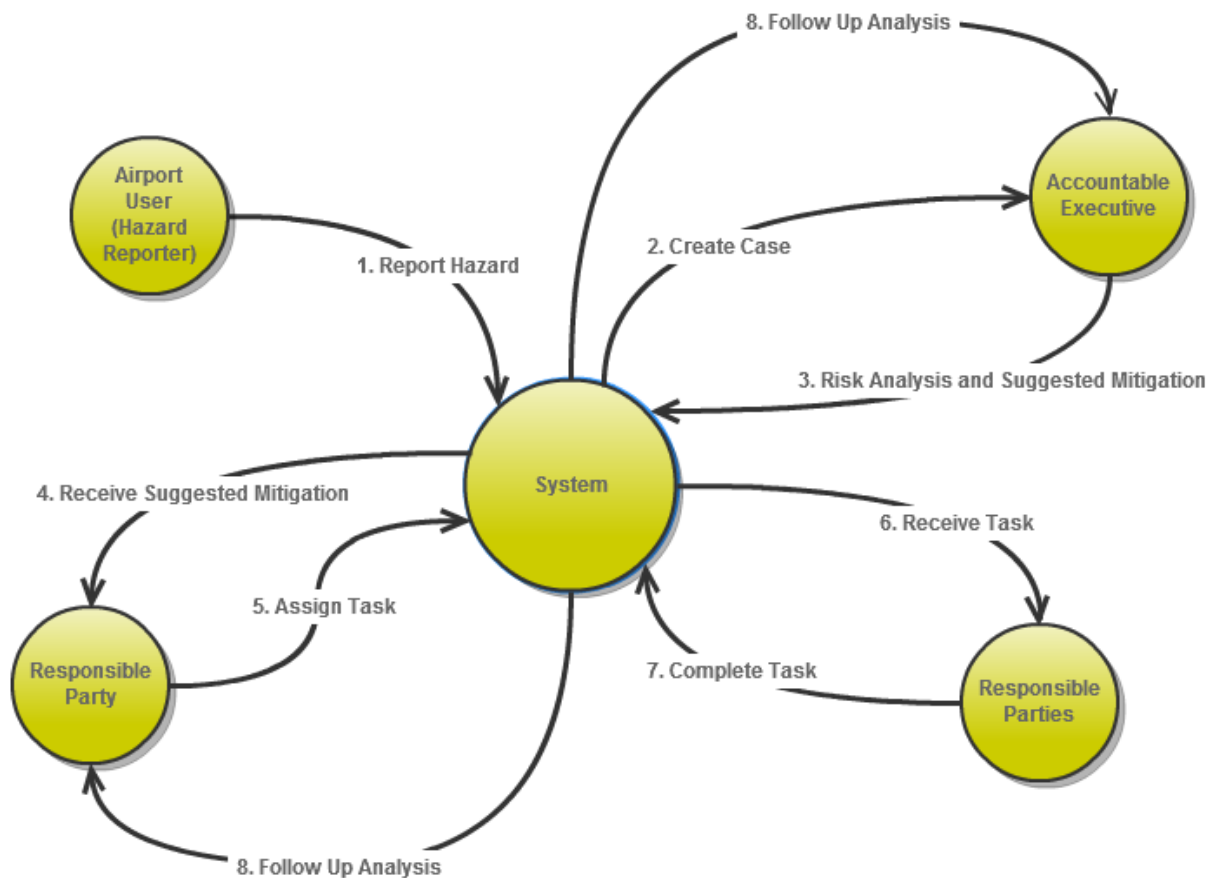 8. Follow Up Analysis
Airport
User
(Hazard
Reporter)
Accountable
Executive
2. Create Case
1. Report Hazard
3. Risk Analysis and Suggested Mitigation
System
4. Receive Suggested Mitigation
6. Receive Task
5. Assign Task
7. Complete Task
Responsible
Party
Responsible
Parties
8. Follow Up Analysis